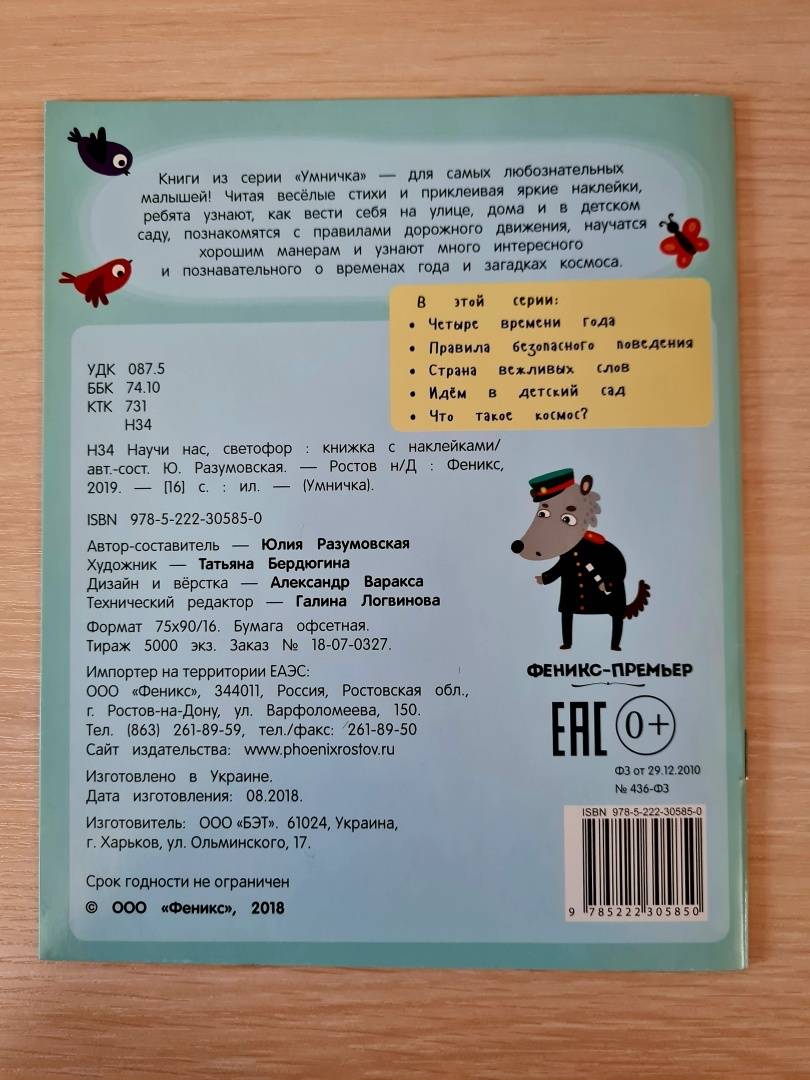 Книги из серии «Умничка» — для самых любознательных
малышей! Читая весёлые стихи и приклеивая яркие наклейки,
ребята узнают, как вести себя на улице, дома и в детском
саду, познакомятся с правилами дорожного движения, научатся
хорошим манерам и узнают много интересного
и познавательного о временах года и загадках космоса.
В этой серии:
• Четыре времени года
• Правила безопасного поведения
• Страна вежливых слов
• Идём в детский сад
• Что такое космос?
УДК 087.5
ББК 74.10
КТК 731
Н34
Н34 Научи нас, светофор : книжка с наклейками/
авт.-сост. Ю. Разумовская. — Ростов н/Д : Феникс,
2019. — [16] с. : ил. — (Умничка).
ISBN 978-5-222-30585-0
Автор-составитель — Юлия Разумовская
Художник — Татьяна Бердюгина
Дизайн и вёрстка — Александр Варакса
Технический редактор — Галина Логвинова
Формат 75х90/16. Бумага офсетная.
Тираж 5000 экз. Заказ № 18-07-0327.
Импортер на территории ЕАЭС:
ООО «Феникс», 344011, Россия, Ростовская обл.,
г. Ростов-на-Дону, ул. Варфоломеева, 150.
Тел. (863) 261-89-59, тел./факс: 261-89-50
Сайт издательства: www.phoenixrostov.ru
Изготовлено в Украине.
Дата изготовления: 08.2018.
Изготовитель: ООО «БЭТ». 61024, Украина,
г. Харьков, ул. Ольминского, 17.
Срок годности не ограничен
© ООО «Феникс», 2018
ФЕНИКС-ПРЕМЬЕР
ЕАС 0+
ФЗ от 29.12.2010
№ 436-ФЗ
ISBN 978-5-222-30585-0
9 785222 305850